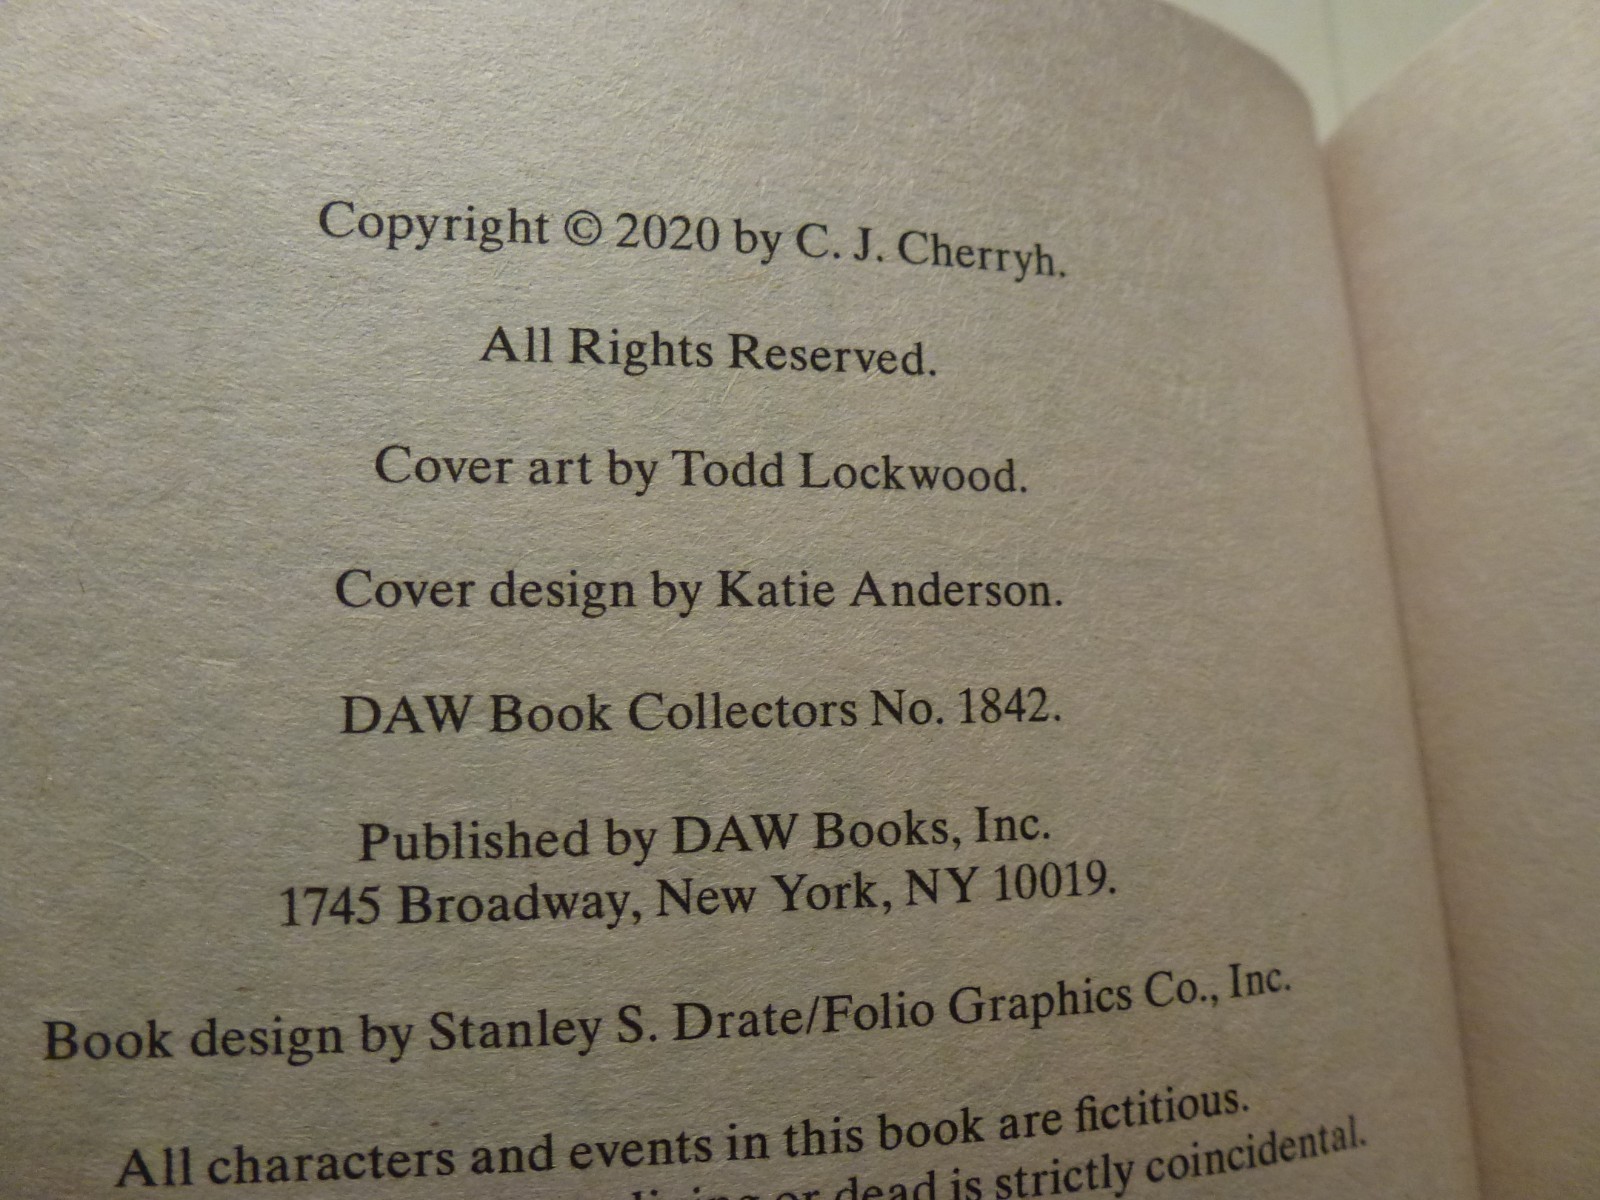 Copyright © 2020 by C. J. Cherryh.
All Rights Reserved.
Cover art by Todd Lockwood.
Cover design by Katie Anderson.
DAW Book Collectors No. 1842.
Published by DAW Books, Inc.
1745 Broadway, New York, NY 10019.
Book design by Stanley S. Drate/Folio Graphics Co., Inc.
All characters and events in this book are fictitious.
or dead is strictly coincidental.